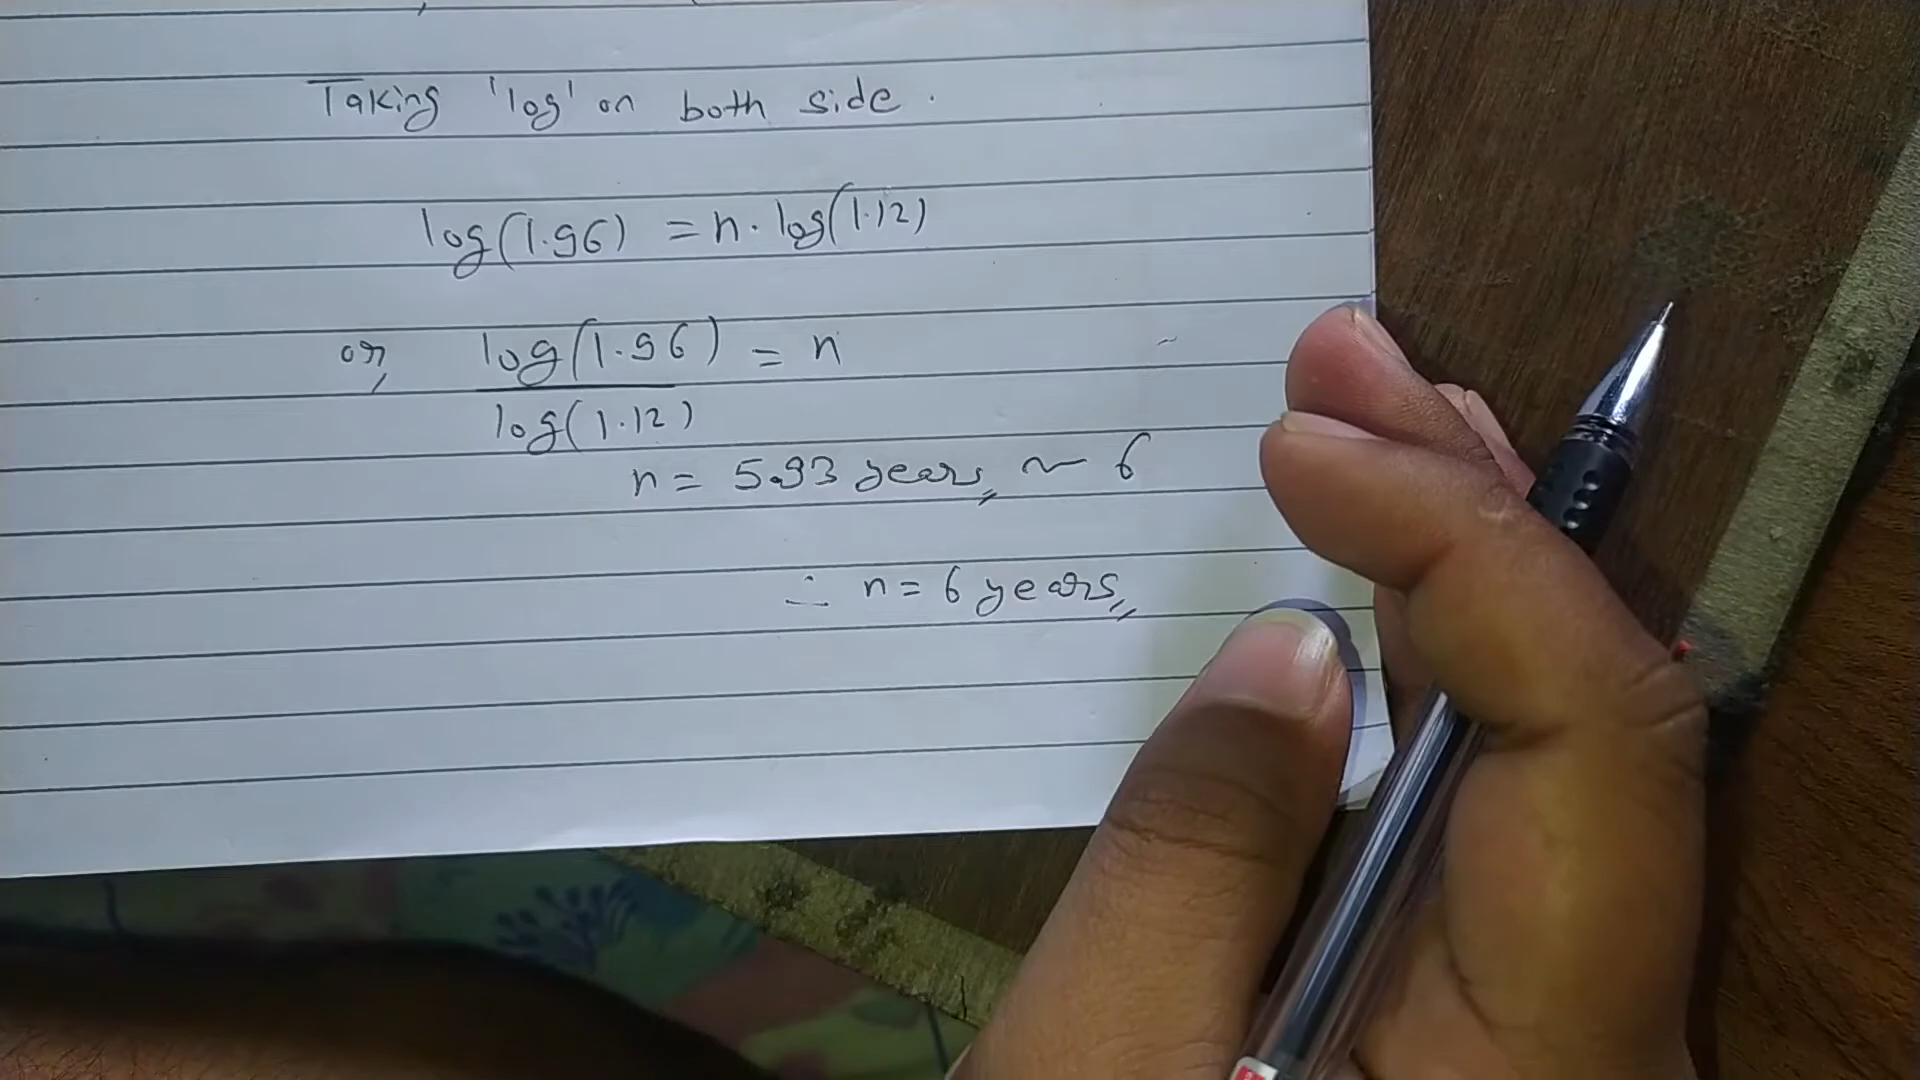 Taking 'log' on both side.
log(1.96) = n. log(1.12)
or, log(1.96) = n
log(1.12)
n = 5.93 years, ~ 6
∴ n = 6 years,,